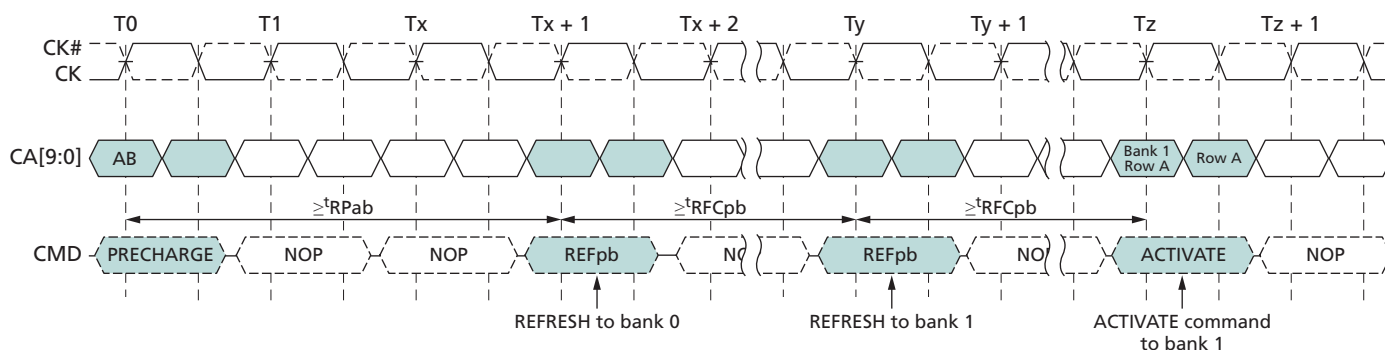 T0 T1 Tx Tx + 1 Tx + 2 Ty Ty + 1 Tz Tz + 1
CK#
CK
CA[9:0] AB Bank 1 Row A
Row A
≥tRPab ≥tRFCpb ≥tRFCpb
CMD PRECHARGE NOP NOP REFpb NO REFpb NO ACTIVATE NOP
REFRESH to bank 0 REFRESH to bank 1 ACTIVATE command
to bank 1